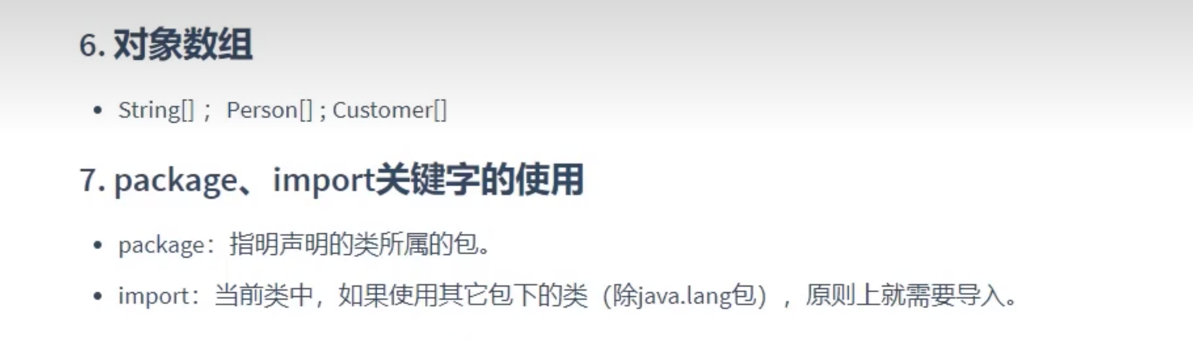 6. 对象数组
• String[] ；Person[] ; Customer[]
7. package、import关键字的使用
• package：指明声明的类所属的包。
• import：当前类中，如果使用其它包下的类（除java.lang包），原则上就需要导入。